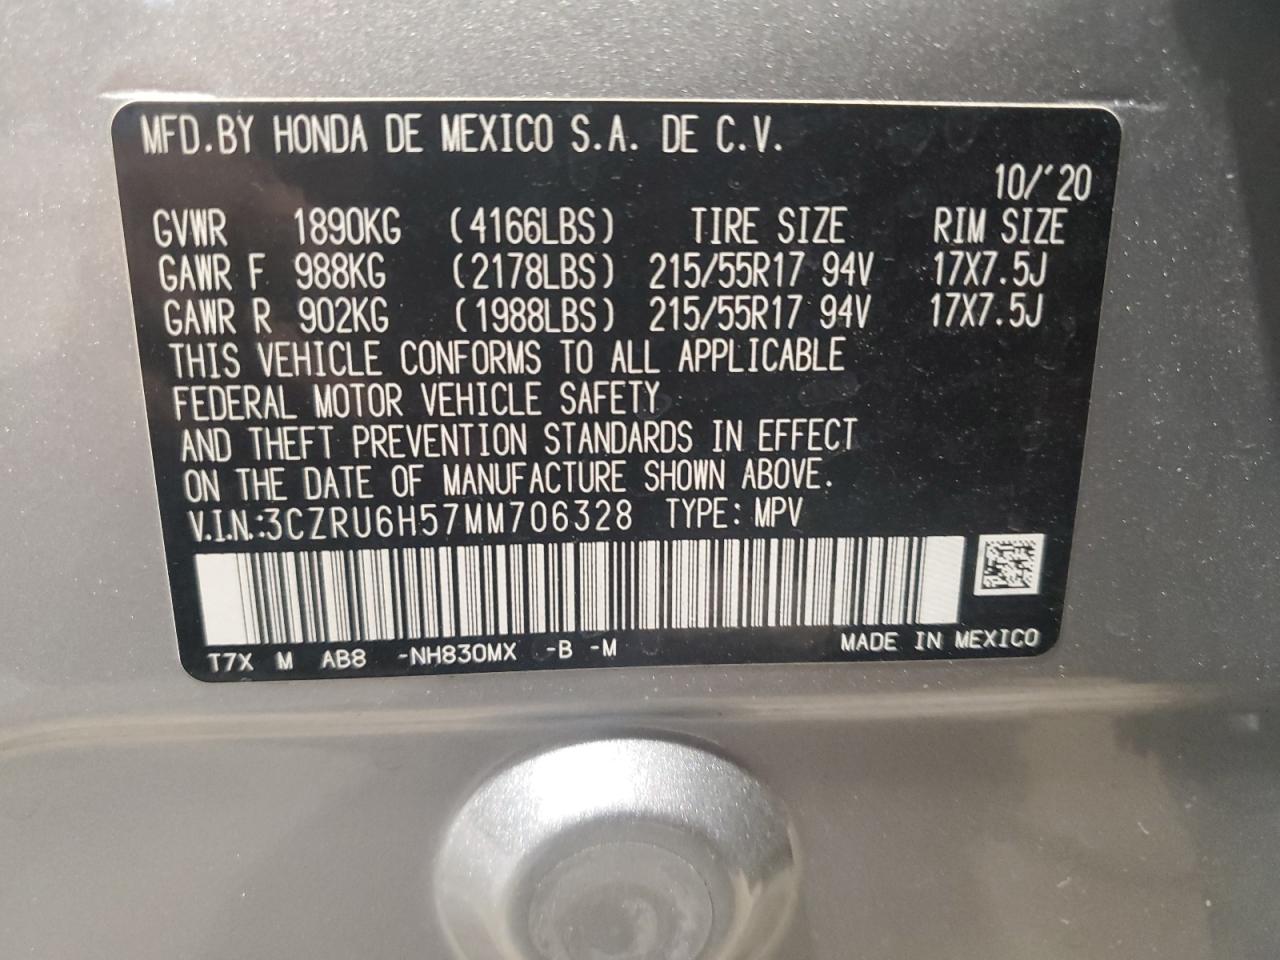 MFD.BY HONDA DE MEXICO S.A. DE C.V.
10/'20
GVWR 1890KG (4166LBS) TIRE SIZE RIM SIZE
GAWR F 988KG (2178LBS) 215/55R17 94V 17X7.5J
GAWR R 902KG (1988LBS) 215/55R17 94V 17X7.5J
THIS VEHICLE CONFORMS TO ALL APPLICABLE
FEDERAL MOTOR VEHICLE SAFETY
AND THEFT PREVENTION STANDARDS IN EFFECT
ON THE DATE OF MANUFACTURE SHOWN ABOVE.
V.I.N.:3CZRU6H57MM706328 TYPE: MPV
T7X M AB8 -NH830MX -B -M MADE IN MEXICO